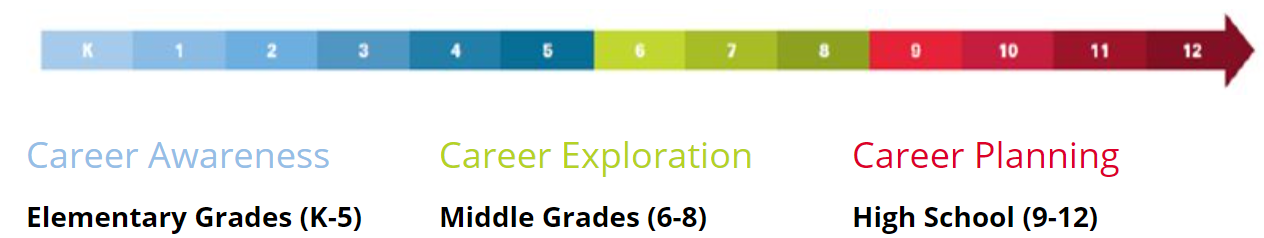 K 1 2 3 4 5 6 7 8 9 10 11 12
Career Awareness Career Exploration Career Planning
Elementary Grades (K-5) Middle Grades (6-8) High School (9-12)